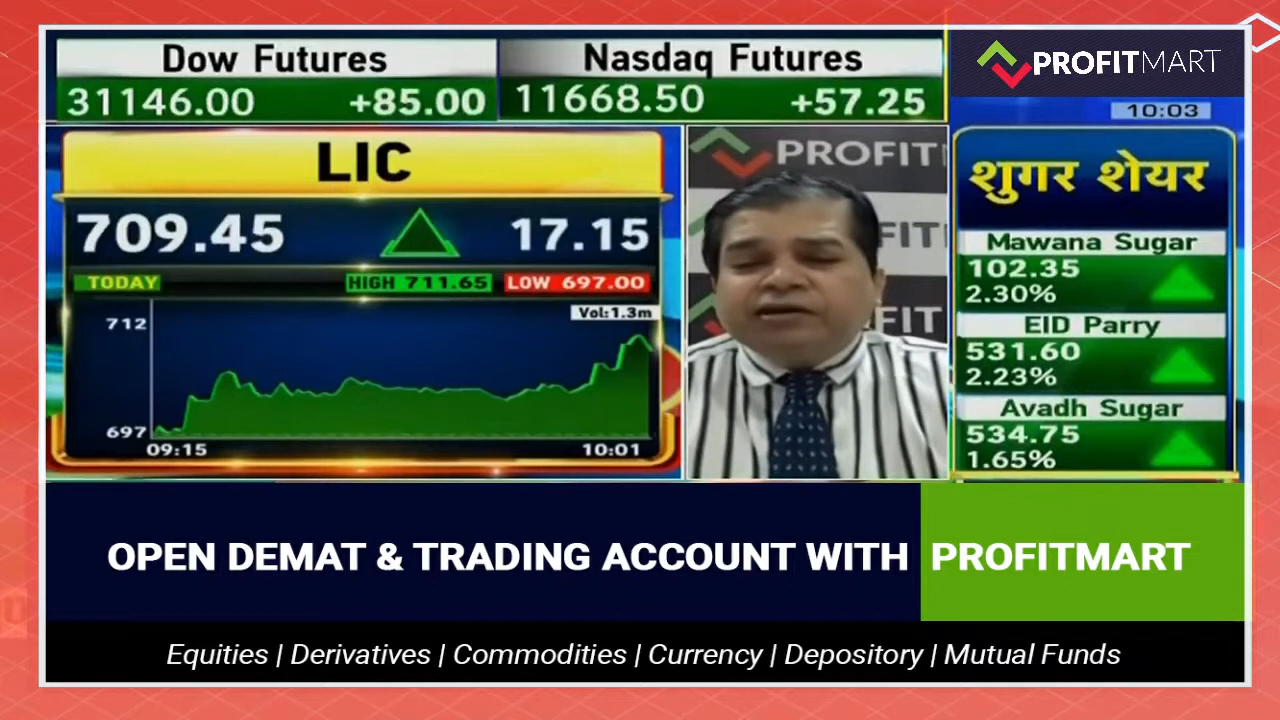 Dow Futures
31146.00 +85.00
Nasdaq Futures
11668.50 +57.25
PROFITMART
10:03
LIC
709.45 17.15
TODAY HIGH 711.65 LOW 697.00
Vol:1.3m
712
697
09:15 10:01
PROFIT
FIT
FIT
शुगर शेयर
Mawana Sugar
102.35
2.30%
EID Parry
531.60
2.23%
Avadh Sugar
534.75
1.65%
OPEN DEMAT & TRADING ACCOUNT WITH PROFITMART
Equities | Derivatives | Commodities | Currency | Depository | Mutual Funds